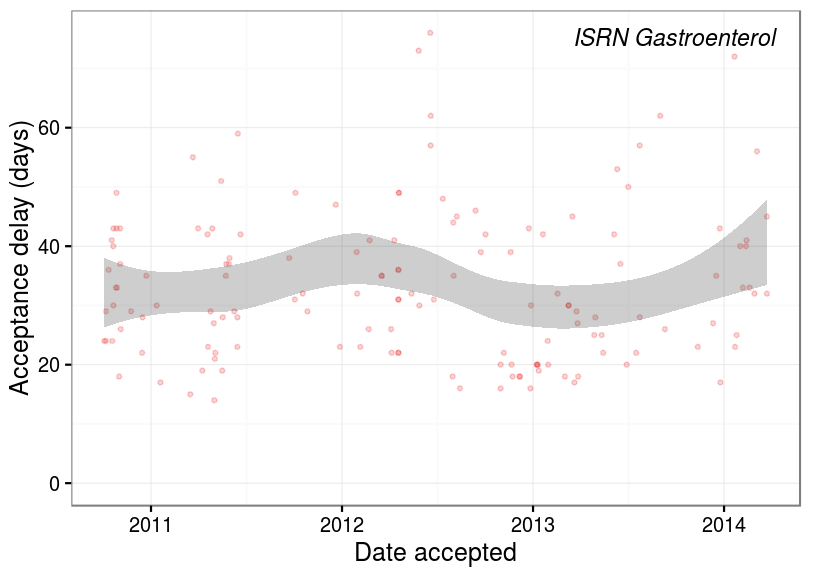 ISRN Gastroenterol
Acceptance delay (days)
60
40
20
0
2011 2012 2013 2014
Date accepted